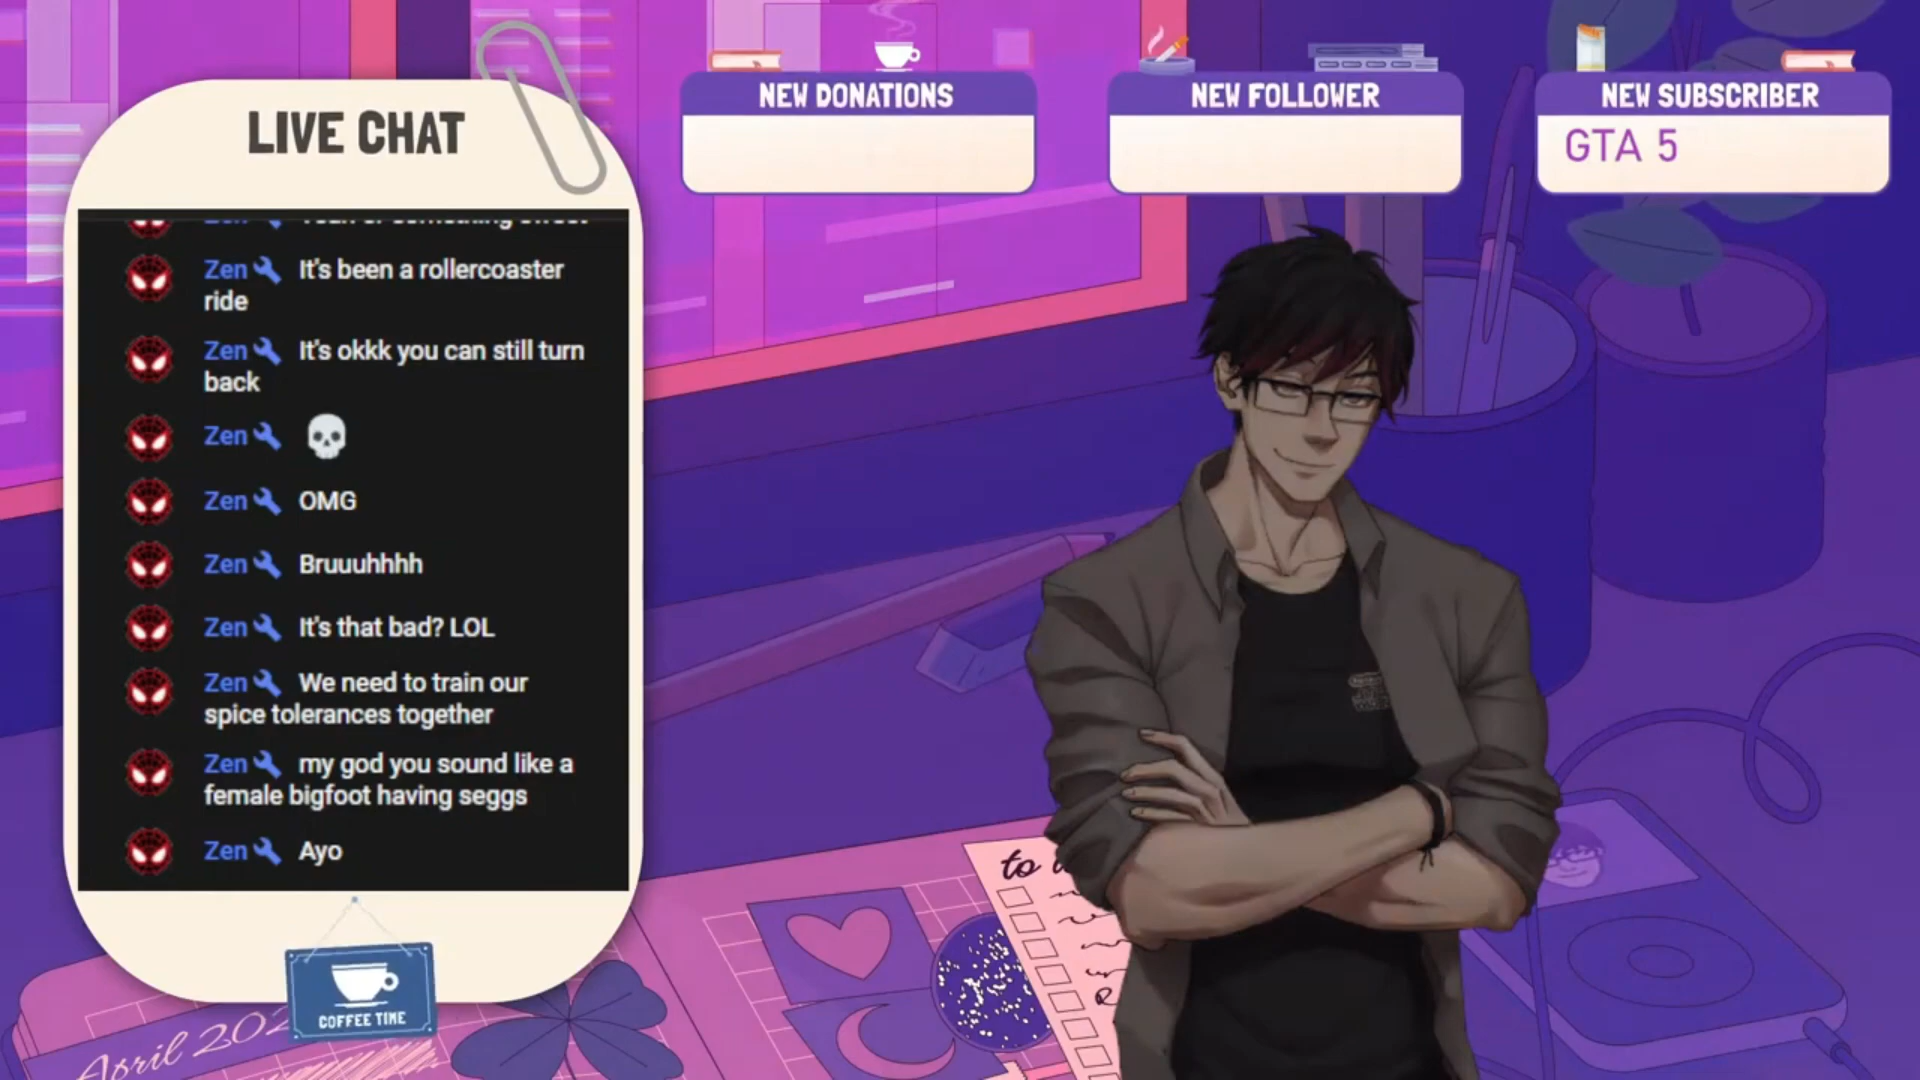 NEW DONATIONS
NEW FOLLOWER
NEW SUBSCRIBER
GTA 5
LIVE CHAT
Zen It's been a rollercoaster
ride
Zen It's okkk you can still turn
back
Zen 💀
Zen OMG
Zen Bruuuhhhh
Zen It's that bad? LOL
Zen We need to train our
spice tolerances together
Zen my god you sound like a
female bigfoot having seggs
Zen Ayo
to
COFFEE TIME
April